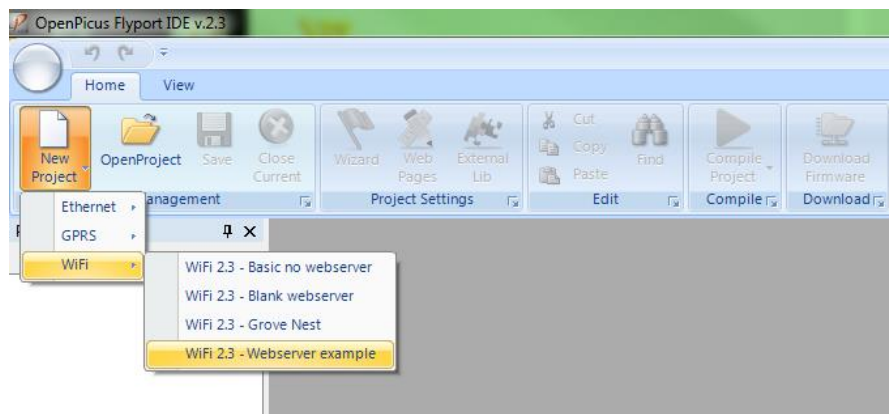 OpenPicus Flyport IDE v.2.3
Home View
New Project
OpenProject
Save
Close Current
Wizard
Web Pages
External Lib
Cut
Copy
Paste
Find
Compile Project
Download Firmware
anagement
Project Settings
Edit
Compile
Download
Ethernet
GPRS
WiFi
WiFi 2.3 - Basic no webserver
WiFi 2.3 - Blank webserver
WiFi 2.3 - Grove Nest
WiFi 2.3 - Webserver example